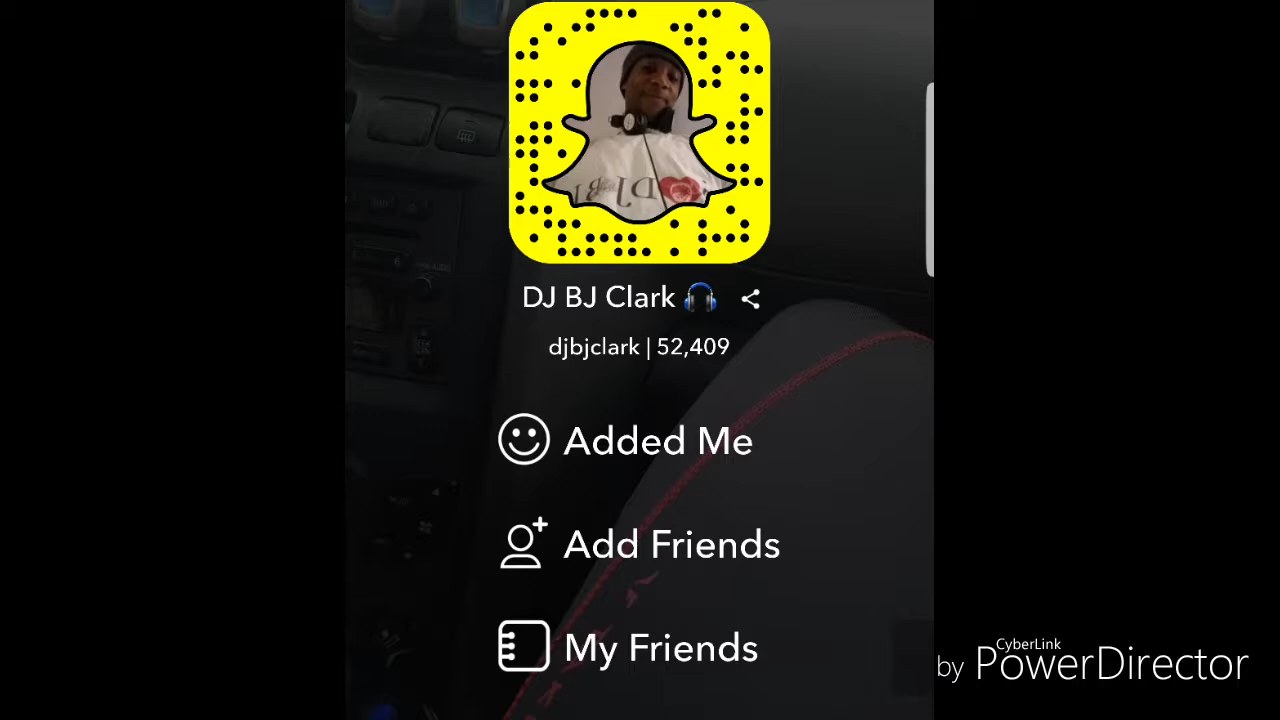 DJ BJ Clark 🎧
djbjclark | 52,409
Added Me
Add Friends
My Friends
CyberLink
by PowerDirector